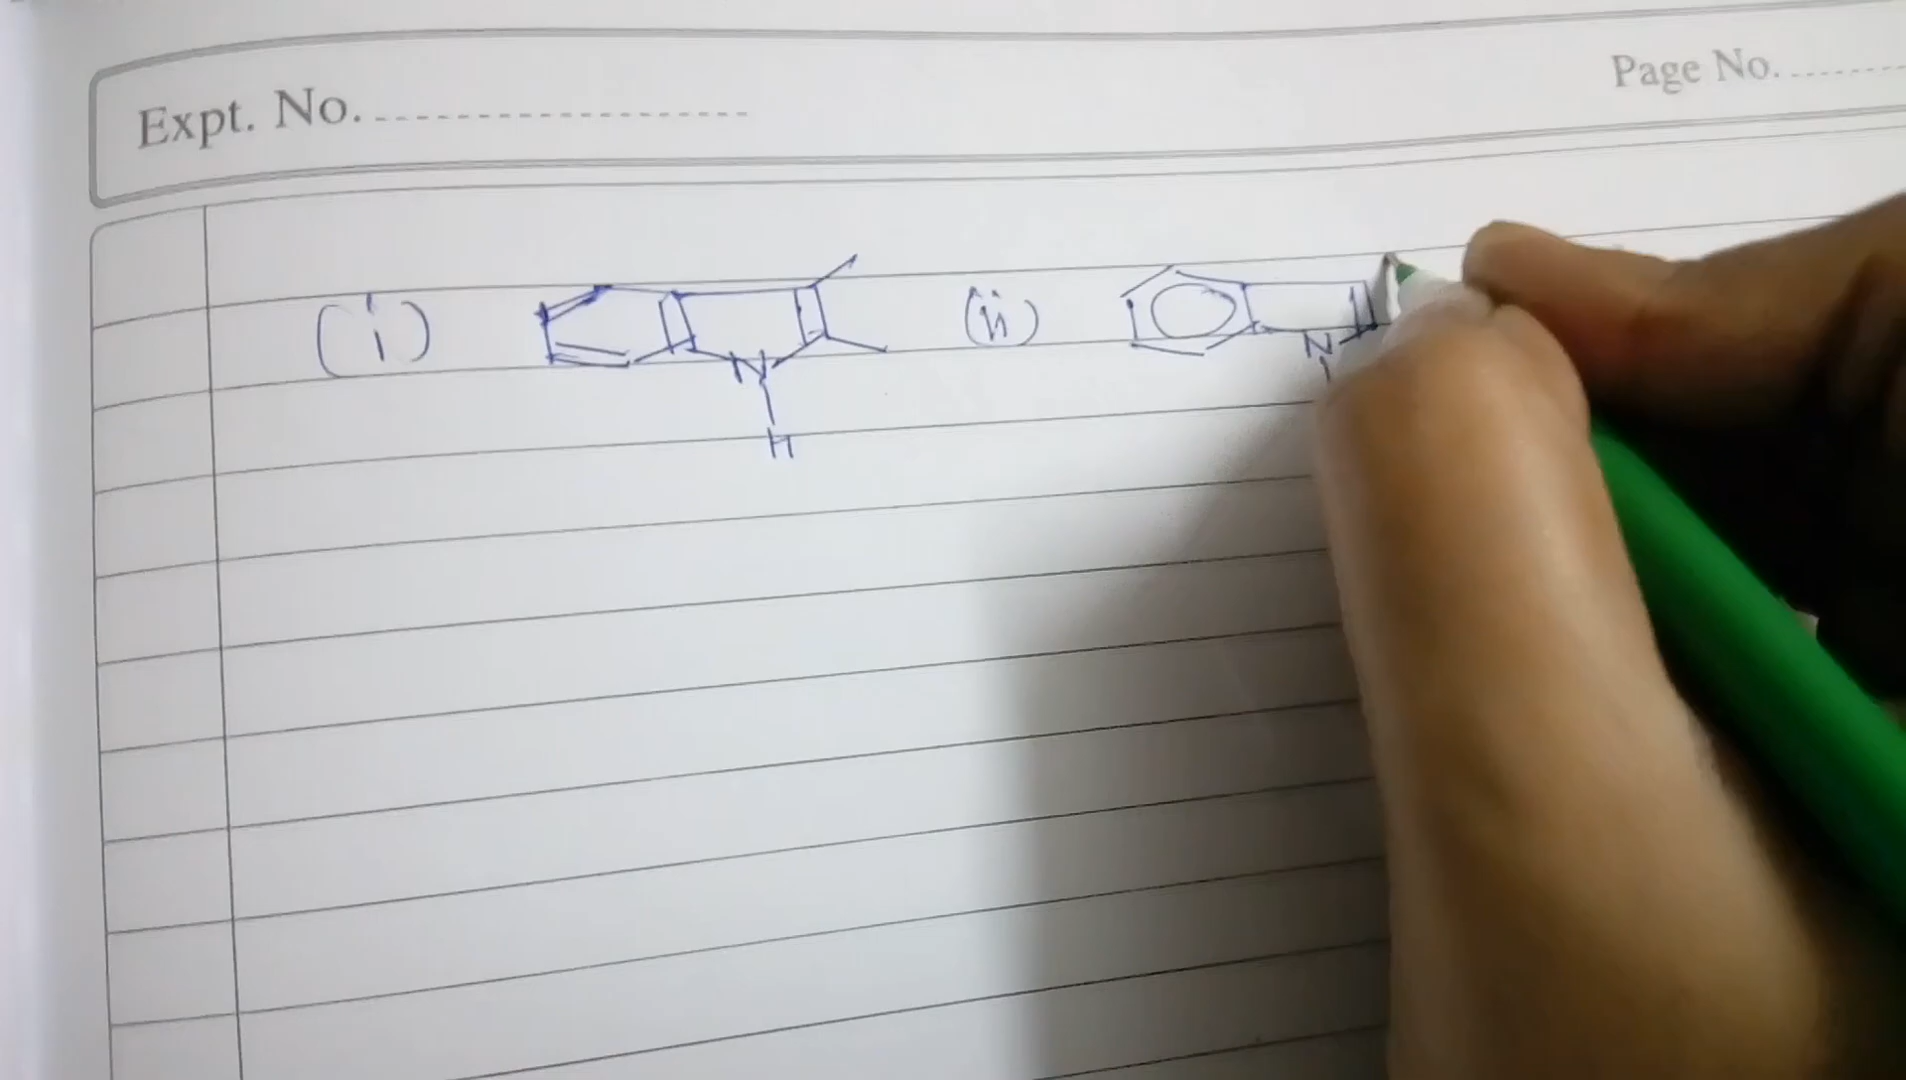 Expt. No.
Page No.
(i)
(ii)
N
N
H